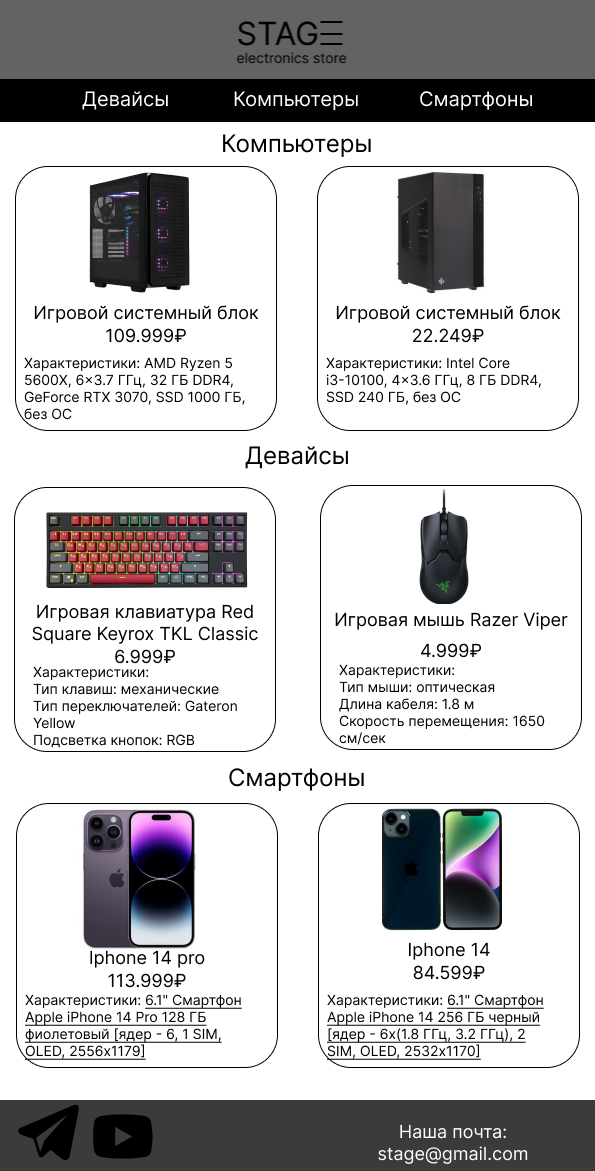 STAGE
electronics store
Девайсы Компьютеры Смартфоны
Компьютеры
Игровой системный блок
109.999₽
Характеристики: AMD Ryzen 5
5600X, 6x3.7 ГГц, 32 ГБ DDR4,
GeForce RTX 3070, SSD 1000 ГБ,
без ОС
Игровой системный блок
22.249₽
Характеристики: Intel Core
i3-10100, 4x3.6 ГГц, 8 ГБ DDR4,
SSD 240 ГБ, без ОС
Девайсы
Игровая клавиатура Red
Square Keyrox TKL Classic
6.999₽
Характеристики:
Тип клавиш: механические
Тип переключателей: Gateron
Yellow
Подсветка кнопок: RGB
Игровая мышь Razer Viper
4.999₽
Характеристики:
Тип мыши: оптическая
Длина кабеля: 1.8 м
Скорость перемещения: 1650
см/сек
Смартфоны
Iphone 14 pro
113.999₽
Характеристики: 6.1" Смартфон
Apple iPhone 14 Pro 128 ГБ
фиолетовый [ядер - 6, 1 SIM,
OLED, 2556x1179]
Iphone 14
84.599₽
Характеристики: 6.1" Смартфон
Apple iPhone 14 256 ГБ черный
[ядер - 6x(1.8 ГГц, 3.2 ГГц), 2
SIM, OLED, 2532x1170]
Наша почта:
stage@gmail.com